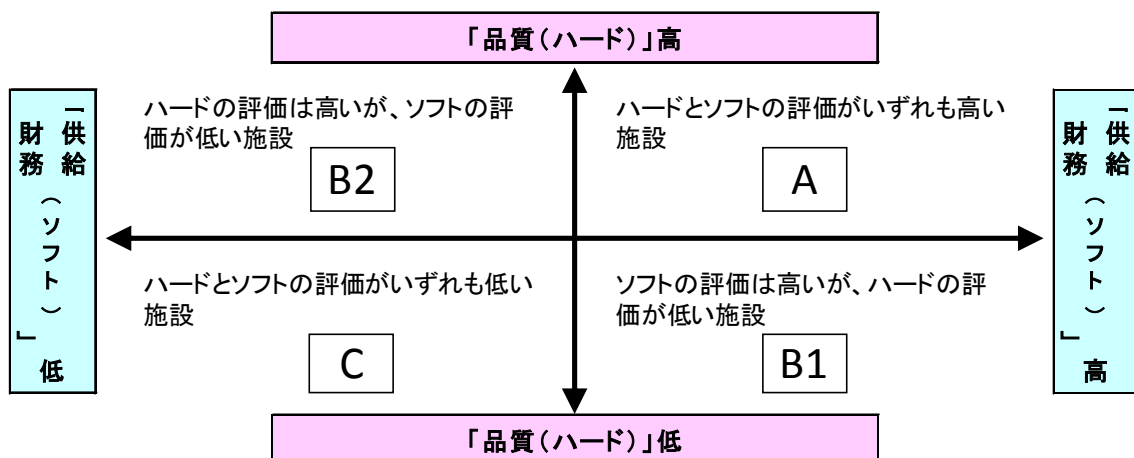 「品質(ハード)」高
「供給
財務(ソフト)」低
ハードの評価は高いが、ソフトの評
価が低い施設
B2
ハードとソフトの評価がいずれも高い
施設
A
「供給
財務(ソフト)」高
ハードとソフトの評価がいずれも低い
施設
C
ソフトの評価は高いが、ハードの評
価が低い施設
B1
「品質(ハード)」低